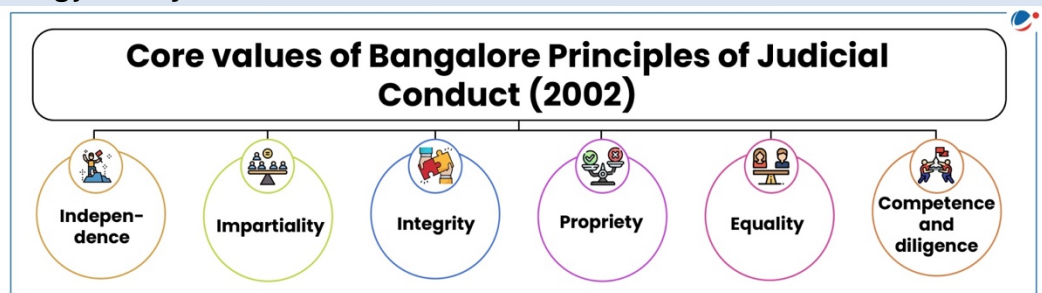 Core values of Bangalore Principles of Judicial
Conduct (2002)
Indepen-
dence
Impartiality
Integrity
Propriety
Equality
Competence
and
diligence